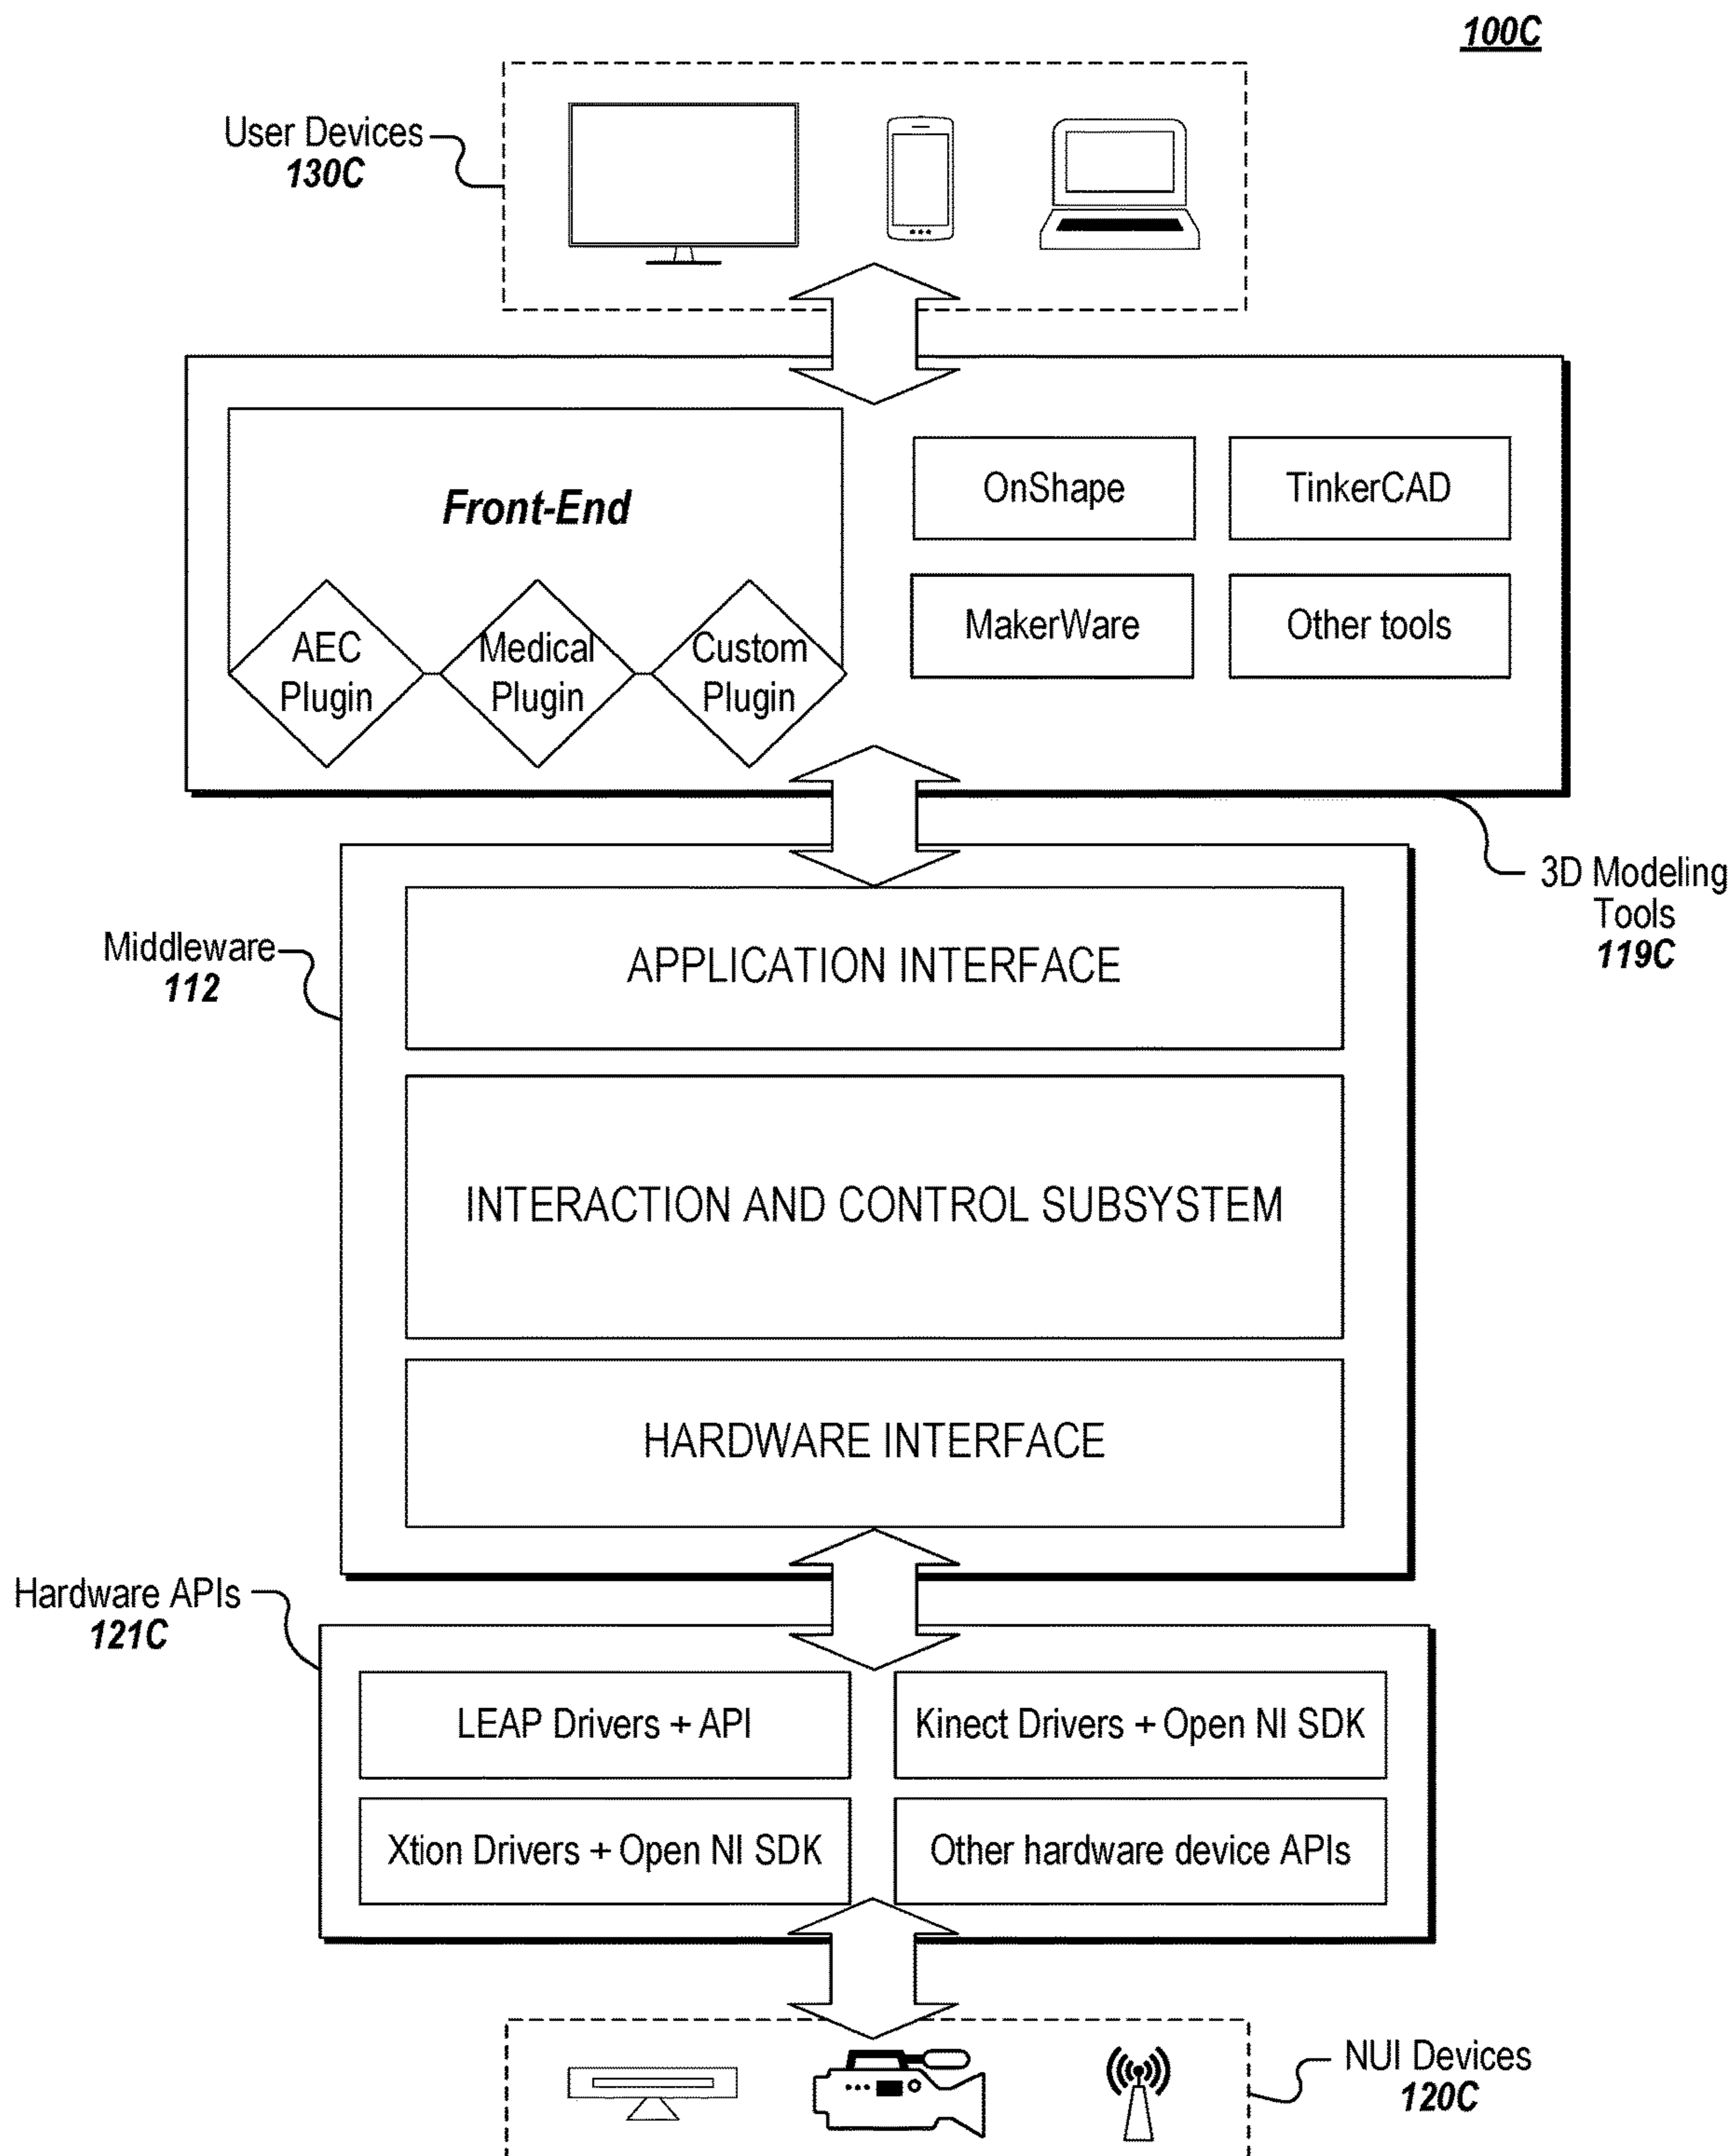 100C
User Devices
130C
Front-End
AEC
Plugin
Medical
Plugin
Custom
Plugin
OnShape
TinkerCAD
MakerWare
Other tools
3D Modeling
Tools
119C
Middleware
112
APPLICATION INTERFACE
INTERACTION AND CONTROL SUBSYSTEM
HARDWARE INTERFACE
Hardware APIs
121C
LEAP Drivers + API
Kinect Drivers + Open NI SDK
Xtion Drivers + Open NI SDK
Other hardware device APIs
NUI Devices
120C